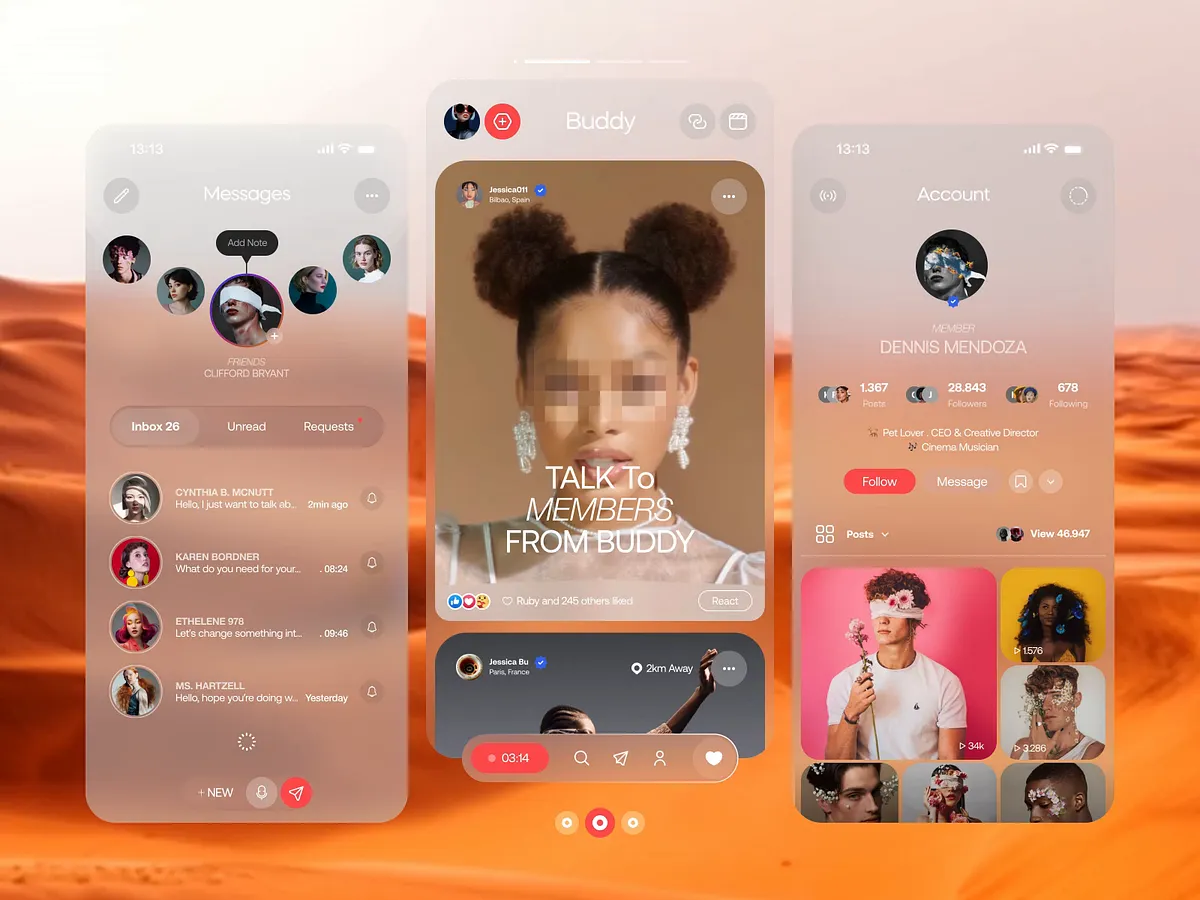 13:13
Messages
Add Note
FRIENDS
CLIFFORD BRYANT
Inbox 26
Unread
Requests
CYNTHIA B. MCNUTT
Hello, I just want to talk ab...
2min ago
KAREN BORDNER
What do you need for your...
. 08:24
ETHELENE 978
Let's change something int...
. 09:46
MS. HARTZELL
Hello, hope you're doing w...
Yesterday
+ NEW
Buddy
Jessica011
Bilbao, Spain
TALK To
MEMBERS
FROM BUDDY
Ruby and 245 others liked
React
Jessica Bu
Paris, France
2km Away
03:14
13:13
Account
MEMBER
DENNIS MENDOZA
1.367
Posts
28.843
Followers
678
Following
Pet Lover . CEO & Creative Director
Cinema Musician
Follow
Message
Posts
View 46.947
34k
1.576
3.286